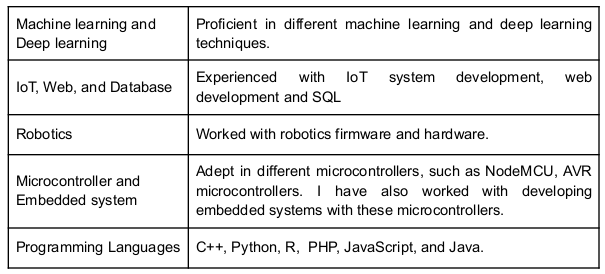 Machine learning and
Deep learning
Proficient in different machine learning and deep learning
techniques.
IoT, Web, and Database
Experienced with IoT system development, web
development and SQL
Robotics
Worked with robotics firmware and hardware.
Microcontroller and
Embedded system
Adept in different microcontrollers, such as NodeMCU, AVR
microcontrollers. I have also worked with developing
embedded systems with these microcontrollers.
Programming Languages
C++, Python, R, PHP, JavaScript, and Java.